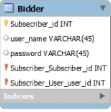 Bidder
Subscriber_id INT
user_name VARCHAR(45)
password VARCHAR(45)
Subscriber_Subscriber_id INT
Subscriber_User_user_id INT
Indexes